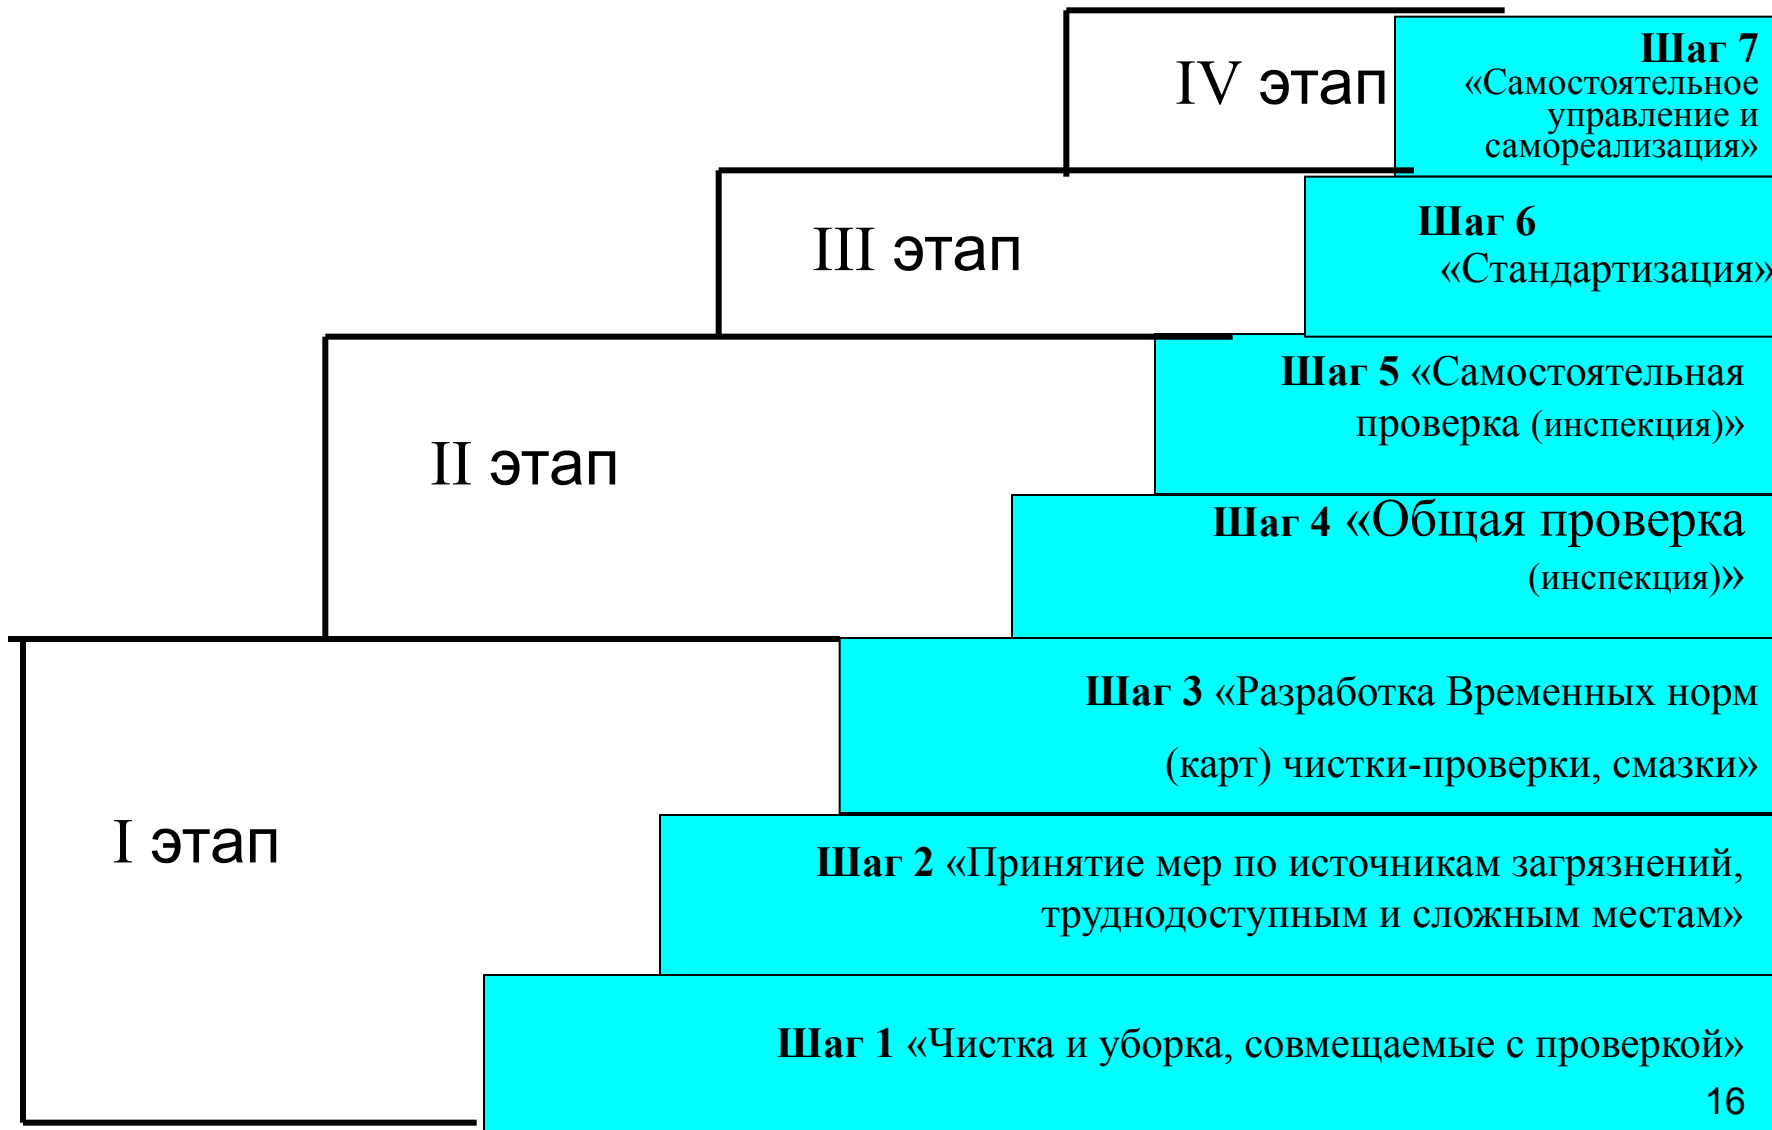 IV этап
Шаг 7
«Самостоятельное
управление и
самореализация»
III этап
Шаг 6
«Стандартизация»
II этап
Шаг 5 «Самостоятельная
проверка (инспекция)»
Шаг 4 «Общая проверка
(инспекция)»
I этап
Шаг 3 «Разработка Временных норм
(карт) чистки-проверки, смазки»
Шаг 2 «Принятие мер по источникам загрязнений,
труднодоступным и сложным местам»
Шаг 1 «Чистка и уборка, совмещаемые с проверкой»
16